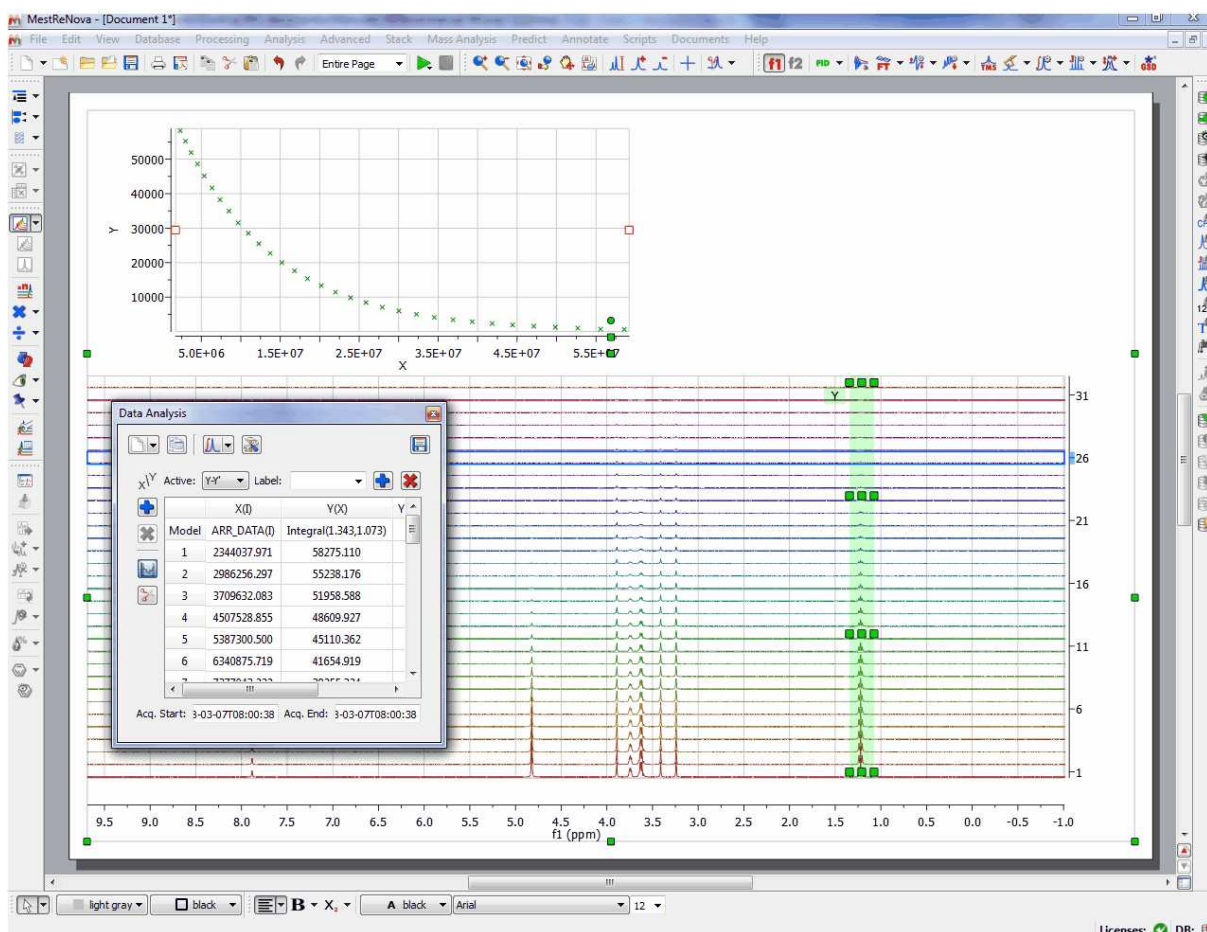 MestReNova - [Document 1*]
File Edit View Database Processing Analysis Advanced Stack Mass Analysis Predict Annotate Scripts Documents Help
Entire Page
f1 f2 FID FT TMS GSD
50000
40000
30000
20000
10000
Y
5.0E+06 1.5E+07 2.5E+07 3.5E+07 4.5E+07
X
Y
31
26
21
16
11
6
1
Data Analysis
Active: Y-Y' Label:
X(I) Y(X) Y
Model ARR_DATA(I) Integral(1.343,1.073)
1 2344037.971 58275.110
2 2986256.297 55238.176
3 3709632.083 51958.588
4 4507528.855 48609.927
5 5387300.500 45110.362
6 6340875.719 41654.919
Acq. Start: 3-03-07T08:00:38 Acq. End: 3-03-07T08:00:38
9.5 9.0 8.5 8.0 7.5 7.0 6.5 6.0 5.5 5.0 4.5 4.0 3.5 3.0 2.5 2.0 1.5 1.0 0.5 0.0 -0.5 -1.0
f1 (ppm)
light gray black B X A black Arial 12
Licenses: DB: